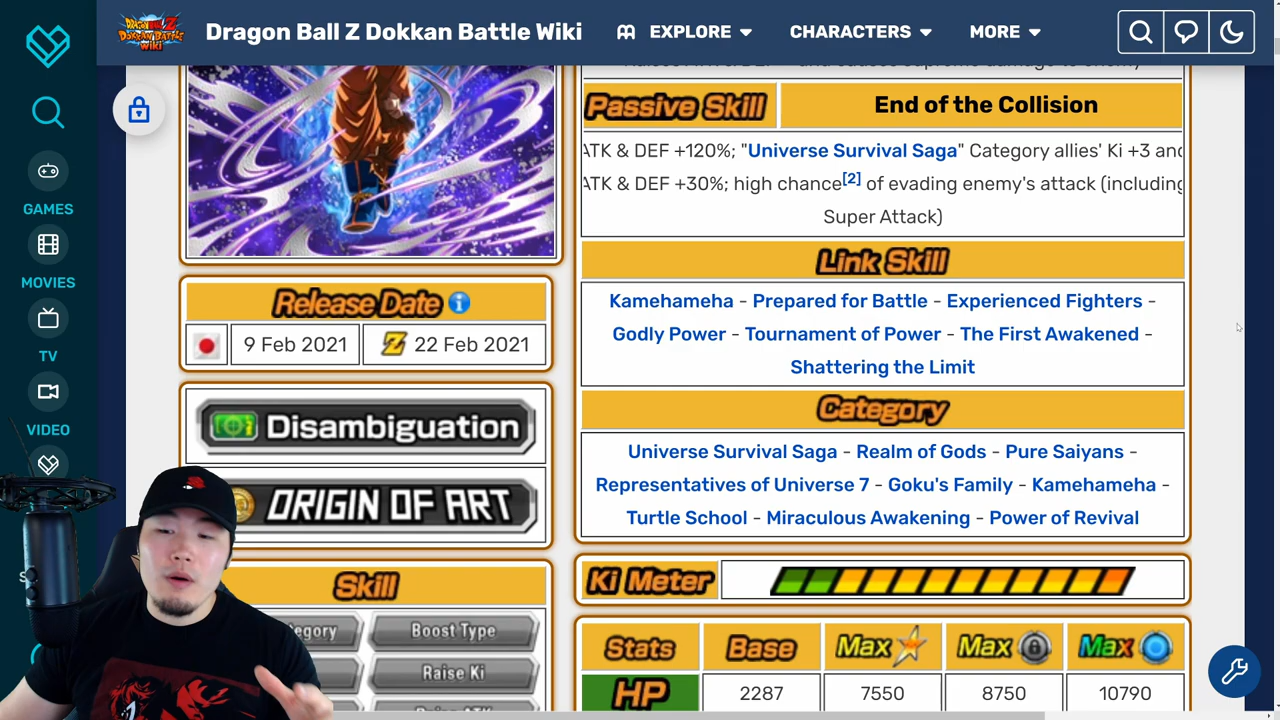 Dragon Ball Z Dokkan Battle Wiki
EXPLORE
CHARACTERS
MORE
GAMES
MOVIES
TV
VIDEO
Passive Skill
End of the Collision
ATK & DEF +120%; "Universe Survival Saga" Category allies' Ki +3 and
ATK & DEF +30%; high chance[2] of evading enemy's attack (including
Super Attack)
Link Skill
Kamehameha - Prepared for Battle - Experienced Fighters -
Godly Power - Tournament of Power - The First Awakened -
Shattering the Limit
Release Date
9 Feb 2021
22 Feb 2021
Category
Universe Survival Saga - Realm of Gods - Pure Saiyans -
Representatives of Universe 7 - Goku's Family - Kamehameha -
Turtle School - Miraculous Awakening - Power of Revival
Disambiguation
ORIGIN OF ART
Skill
Boost Type
Raise Ki
Ki Meter
Stats Base Max Max Max
HP 2287 7550 8750 10790